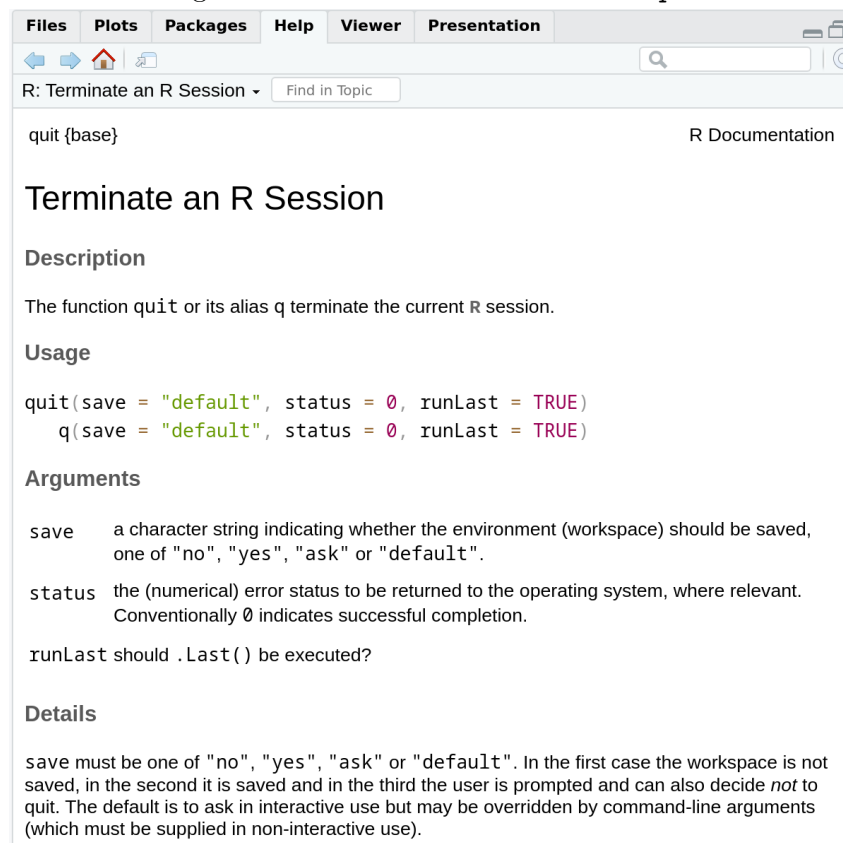 Files Plots Packages Help Viewer Presentation
R: Terminate an R Session Find in Topic
quit {base} R Documentation
Terminate an R Session
Description
The function quit or its alias q terminate the current R session.
Usage
quit(save = "default", status = 0, runLast = TRUE)
q(save = "default", status = 0, runLast = TRUE)
Arguments
save a character string indicating whether the environment (workspace) should be saved,
one of "no", "yes", "ask" or "default".
status the (numerical) error status to be returned to the operating system, where relevant.
Conventionally 0 indicates successful completion.
runLast should .Last() be executed?
Details
save must be one of "no", "yes", "ask" or "default". In the first case the workspace is not
saved, in the second it is saved and in the third the user is prompted and can also decide not to
quit. The default is to ask in interactive use but may be overridden by command-line arguments
(which must be supplied in non-interactive use).